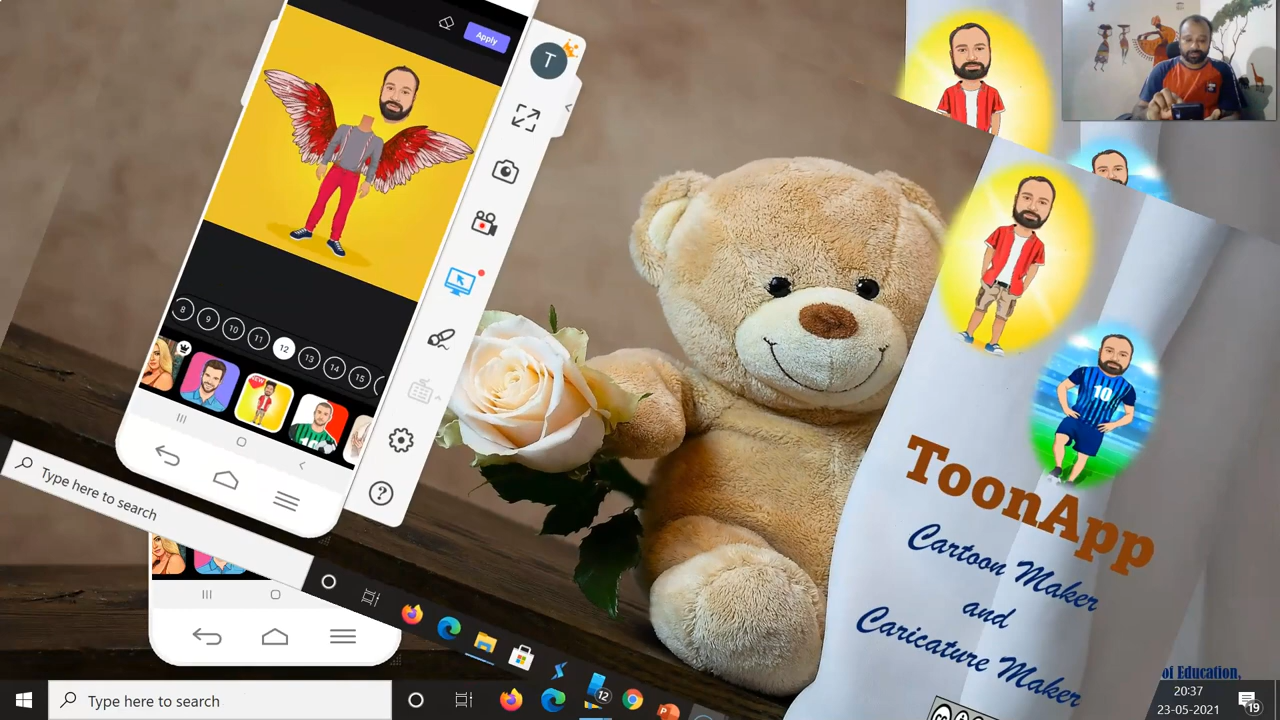 Apply
T
8 9 10 11 12 13 14 15
NEW
10
ToonApp
Cartoon Maker
and
Caricature Maker
Type here to search
of Education,
Type here to search
12
20:37
23-05-2021
19